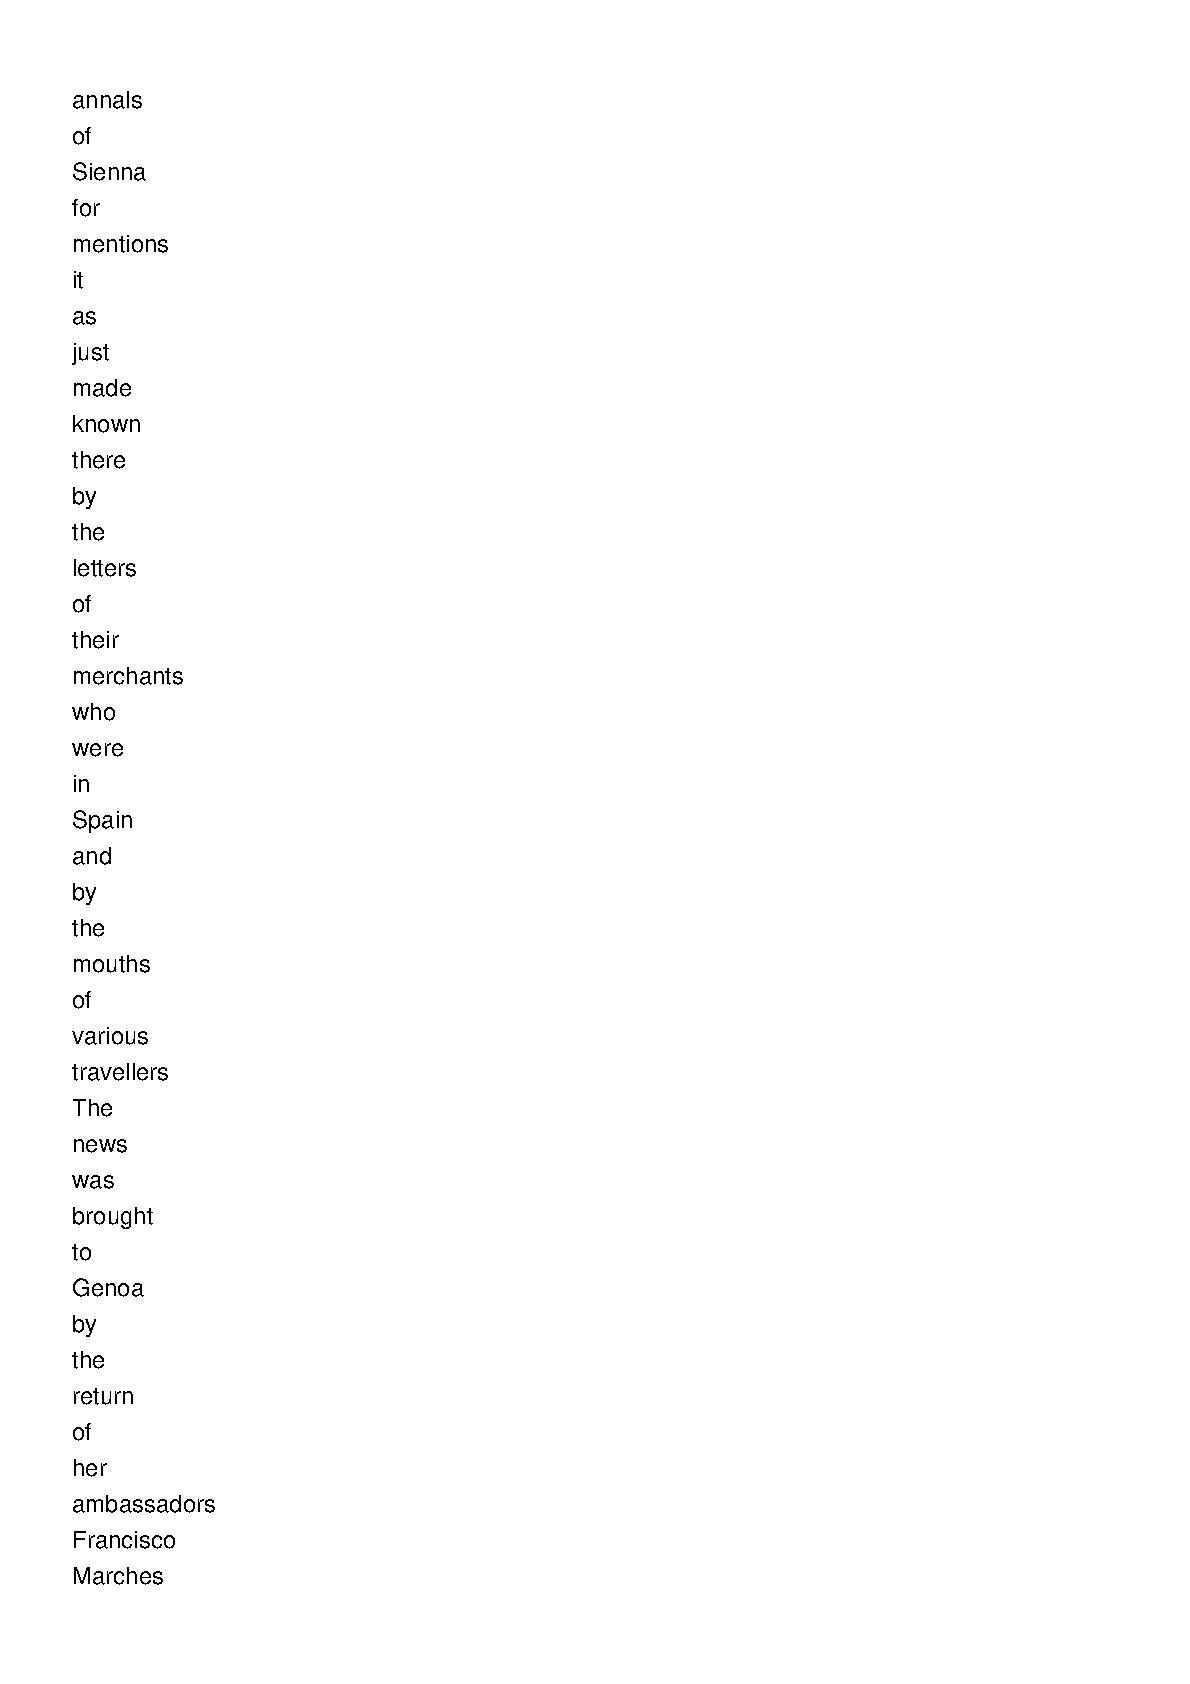 annals
of
Sienna
for
mentions
it
as
just
made
known
there
by
the
letters
of
their
merchants
who
were
in
Spain
and
by
the
mouths
of
various
travellers
The
news
was
brought
to
Genoa
by
the
return
of
her
ambassadors
Francisco
Marches